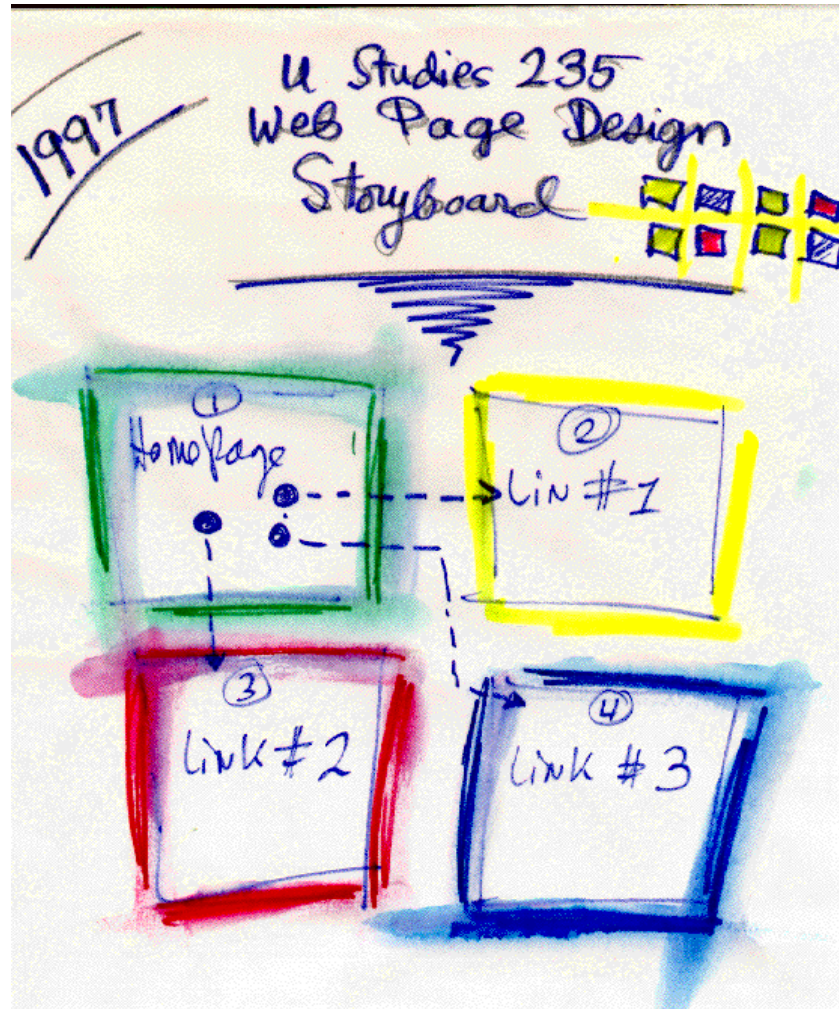 1997
U Studies 235
Web Page Design
Storyboard
1
HomePage
2
LiN #1
3
LiNK #2
4
LiNK #3